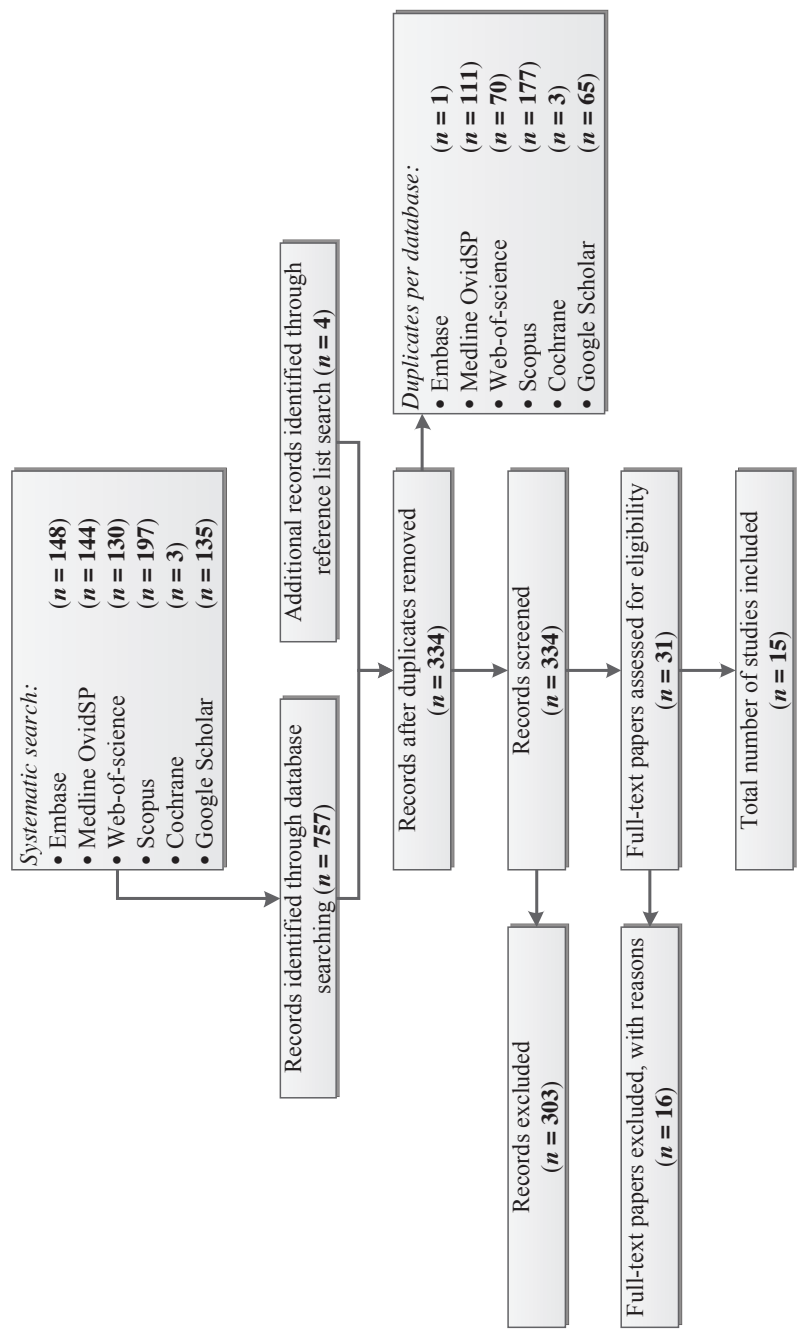 Systematic search:
• Embase (n = 148)
• Medline OvidSP (n = 144)
• Web-of-science (n = 130)
• Scopus (n = 197)
• Cochrane (n = 3)
• Google Scholar (n = 135)
Records identified through database
searching (n = 757)
Additional records identified through
reference list search (n = 4)
Records after duplicates removed
(n = 334)
Duplicates per database:
• Embase (n = 1)
• Medline OvidSP (n = 111)
• Web-of-science (n = 70)
• Scopus (n = 177)
• Cochrane (n = 3)
• Google Scholar (n = 65)
Records screened
(n = 334)
Records excluded
(n = 303)
Full-text papers assessed for eligibility
(n = 31)
Full-text papers excluded, with reasons
(n = 16)
Total number of studies included
(n = 15)